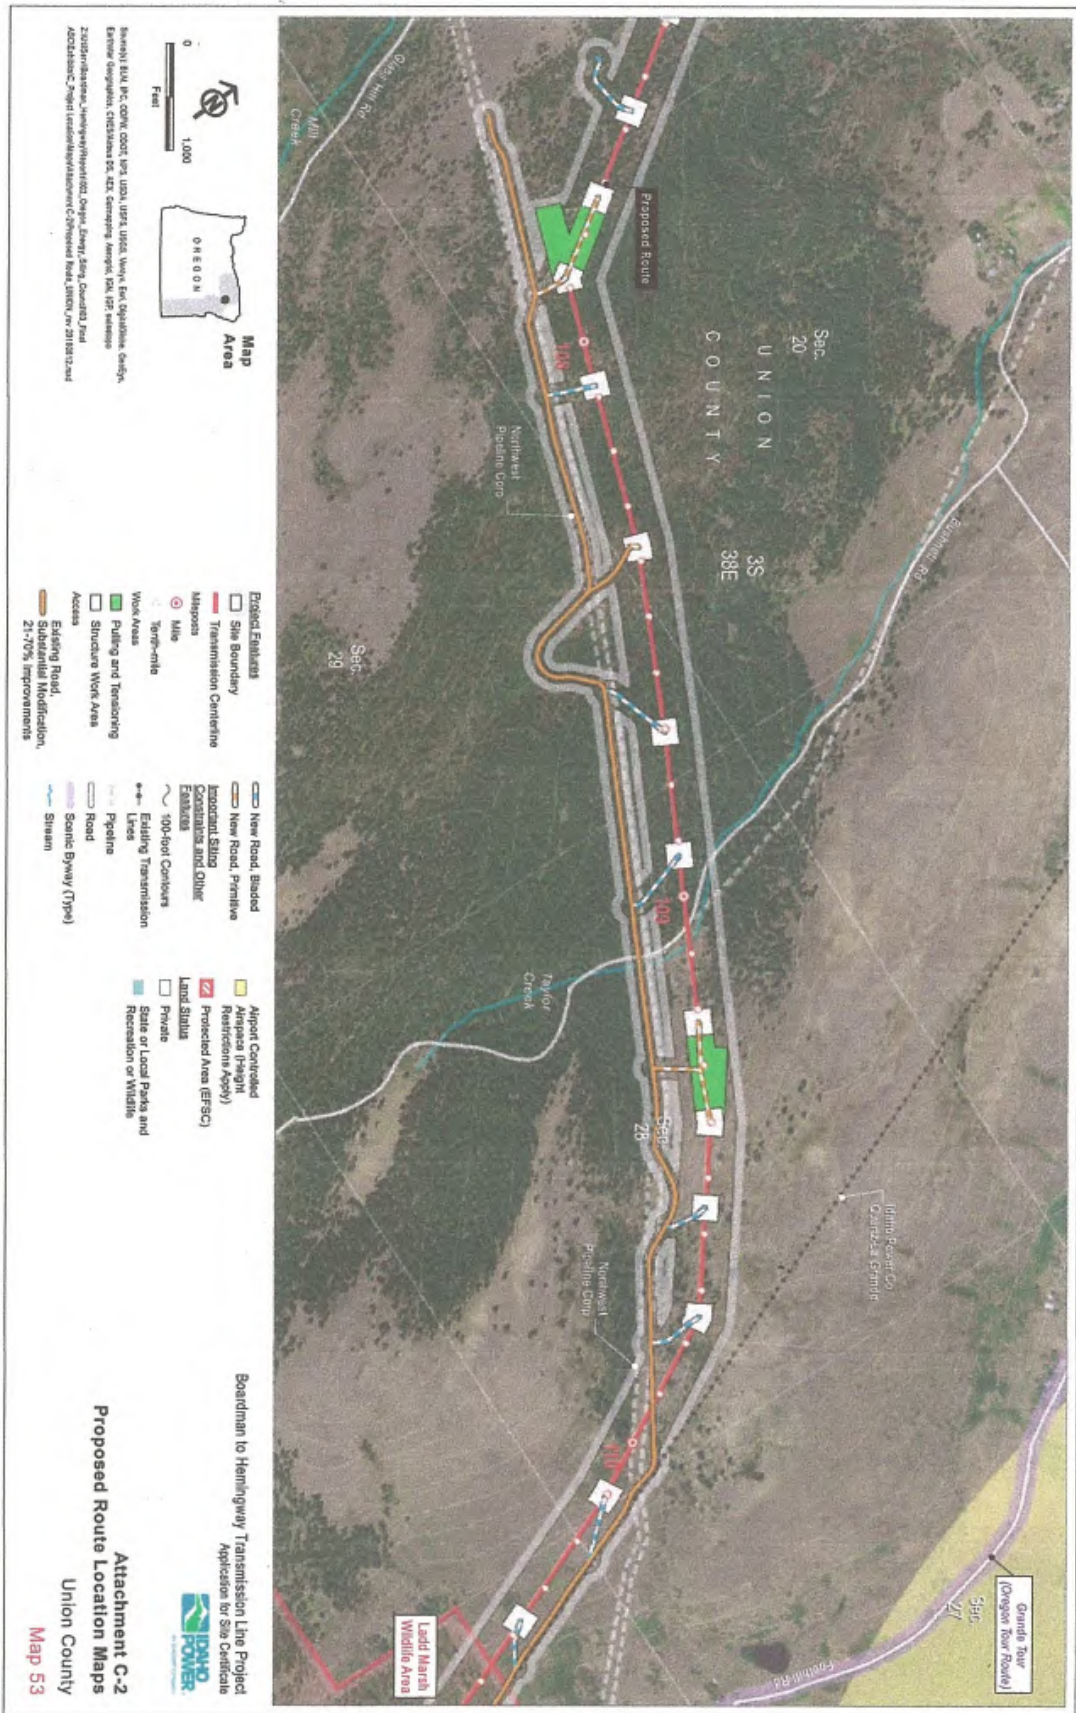 Proposed Route
Sec.
20
UNION
COUNTY
3S
38E
Sec.
29
Sec.
28
Sec.
27
108
109
110
Glass Hill Rd
Mill
Creek
Bushnell Rd
Taylor
Creek
Northwest
Pipeline Corp
Northwest
Pipeline Corp
Idaho Power Co
Quartz-La Grande
Grande Tour
(Oregon Tour Route)
Foothill Rd
Ladd Marsh
Wildlife Area
0
1,000
Feet
N
OREGON
Map
Area
Project Features
Site Boundary
Transmission Centerline
Mileposts
Mile
Tenth-mile
Work Areas
Pulling and Tensioning
Structure Work Area
Access
Existing Road,
Substantial Modification,
21-70% Improvements
New Road, Bladed
New Road, Primitive
Important Siting
Constraints and Other
Features
100-foot Contours
Existing Transmission
Lines
Pipeline
Road
Scenic Byway (Type)
Stream
Airport Controlled
Airspace (Height
Restrictions Apply)
Protected Area (EFSC)
Land Status
Private
State or Local Parks and
Recreation or Wildlife
Boardman to Hemingway Transmission Line Project
Application for Site Certificate
IDAHO
POWER
Attachment C-2
Proposed Route Location Maps
Union County
Map 53